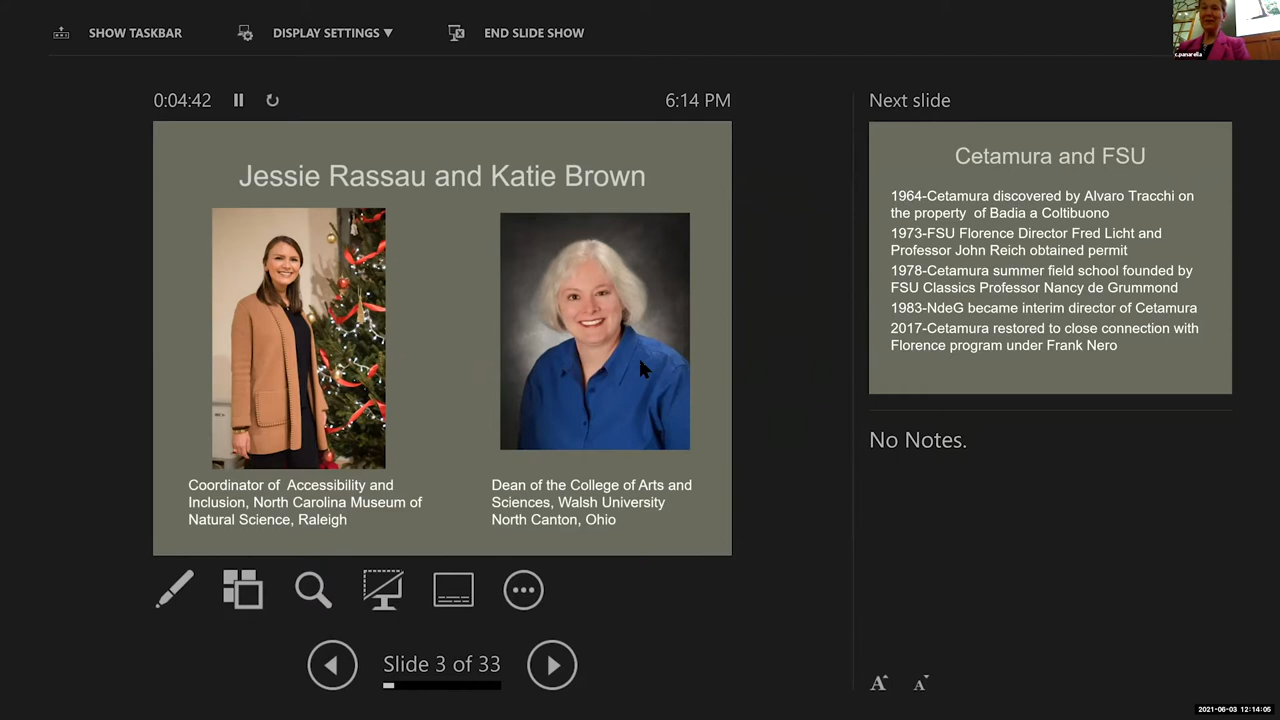 SHOW TASKBAR
DISPLAY SETTINGS ▼
END SLIDE SHOW
c.panarella
0:04:42
6:14 PM
Jessie Rassau and Katie Brown
Coordinator of  Accessibility and
Inclusion, North Carolina Museum of
Natural Science, Raleigh
Dean of the College of Arts and
Sciences, Walsh University
North Canton, Ohio
Slide 3 of 33
Next slide
Cetamura and FSU
1964-Cetamura discovered by Alvaro Tracchi on
the property  of Badia a Coltibuono
1973-FSU Florence Director Fred Licht and
Professor John Reich obtained permit
1978-Cetamura summer field school founded by
FSU Classics Professor Nancy de Grummond
1983-NdeG became interim director of Cetamura
2017-Cetamura restored to close connection with
Florence program under Frank Nero
No Notes.
A A
2021-06-03 12:14:05